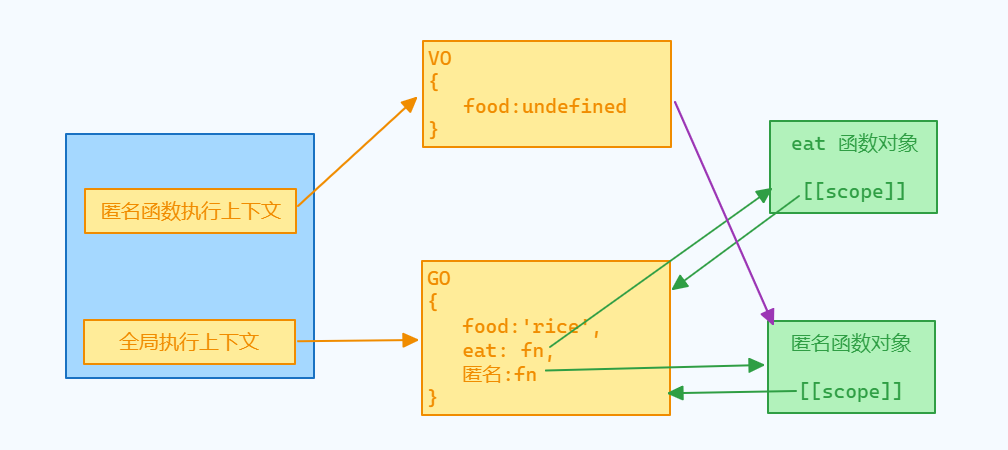 匿名函数执行上下文
全局执行上下文
VO
{
food:undefined
}
GO
{
food:'rice',
eat: fn,
匿名:fn
}
eat 函数对象
[[scope]]
匿名函数对象
[[scope]]